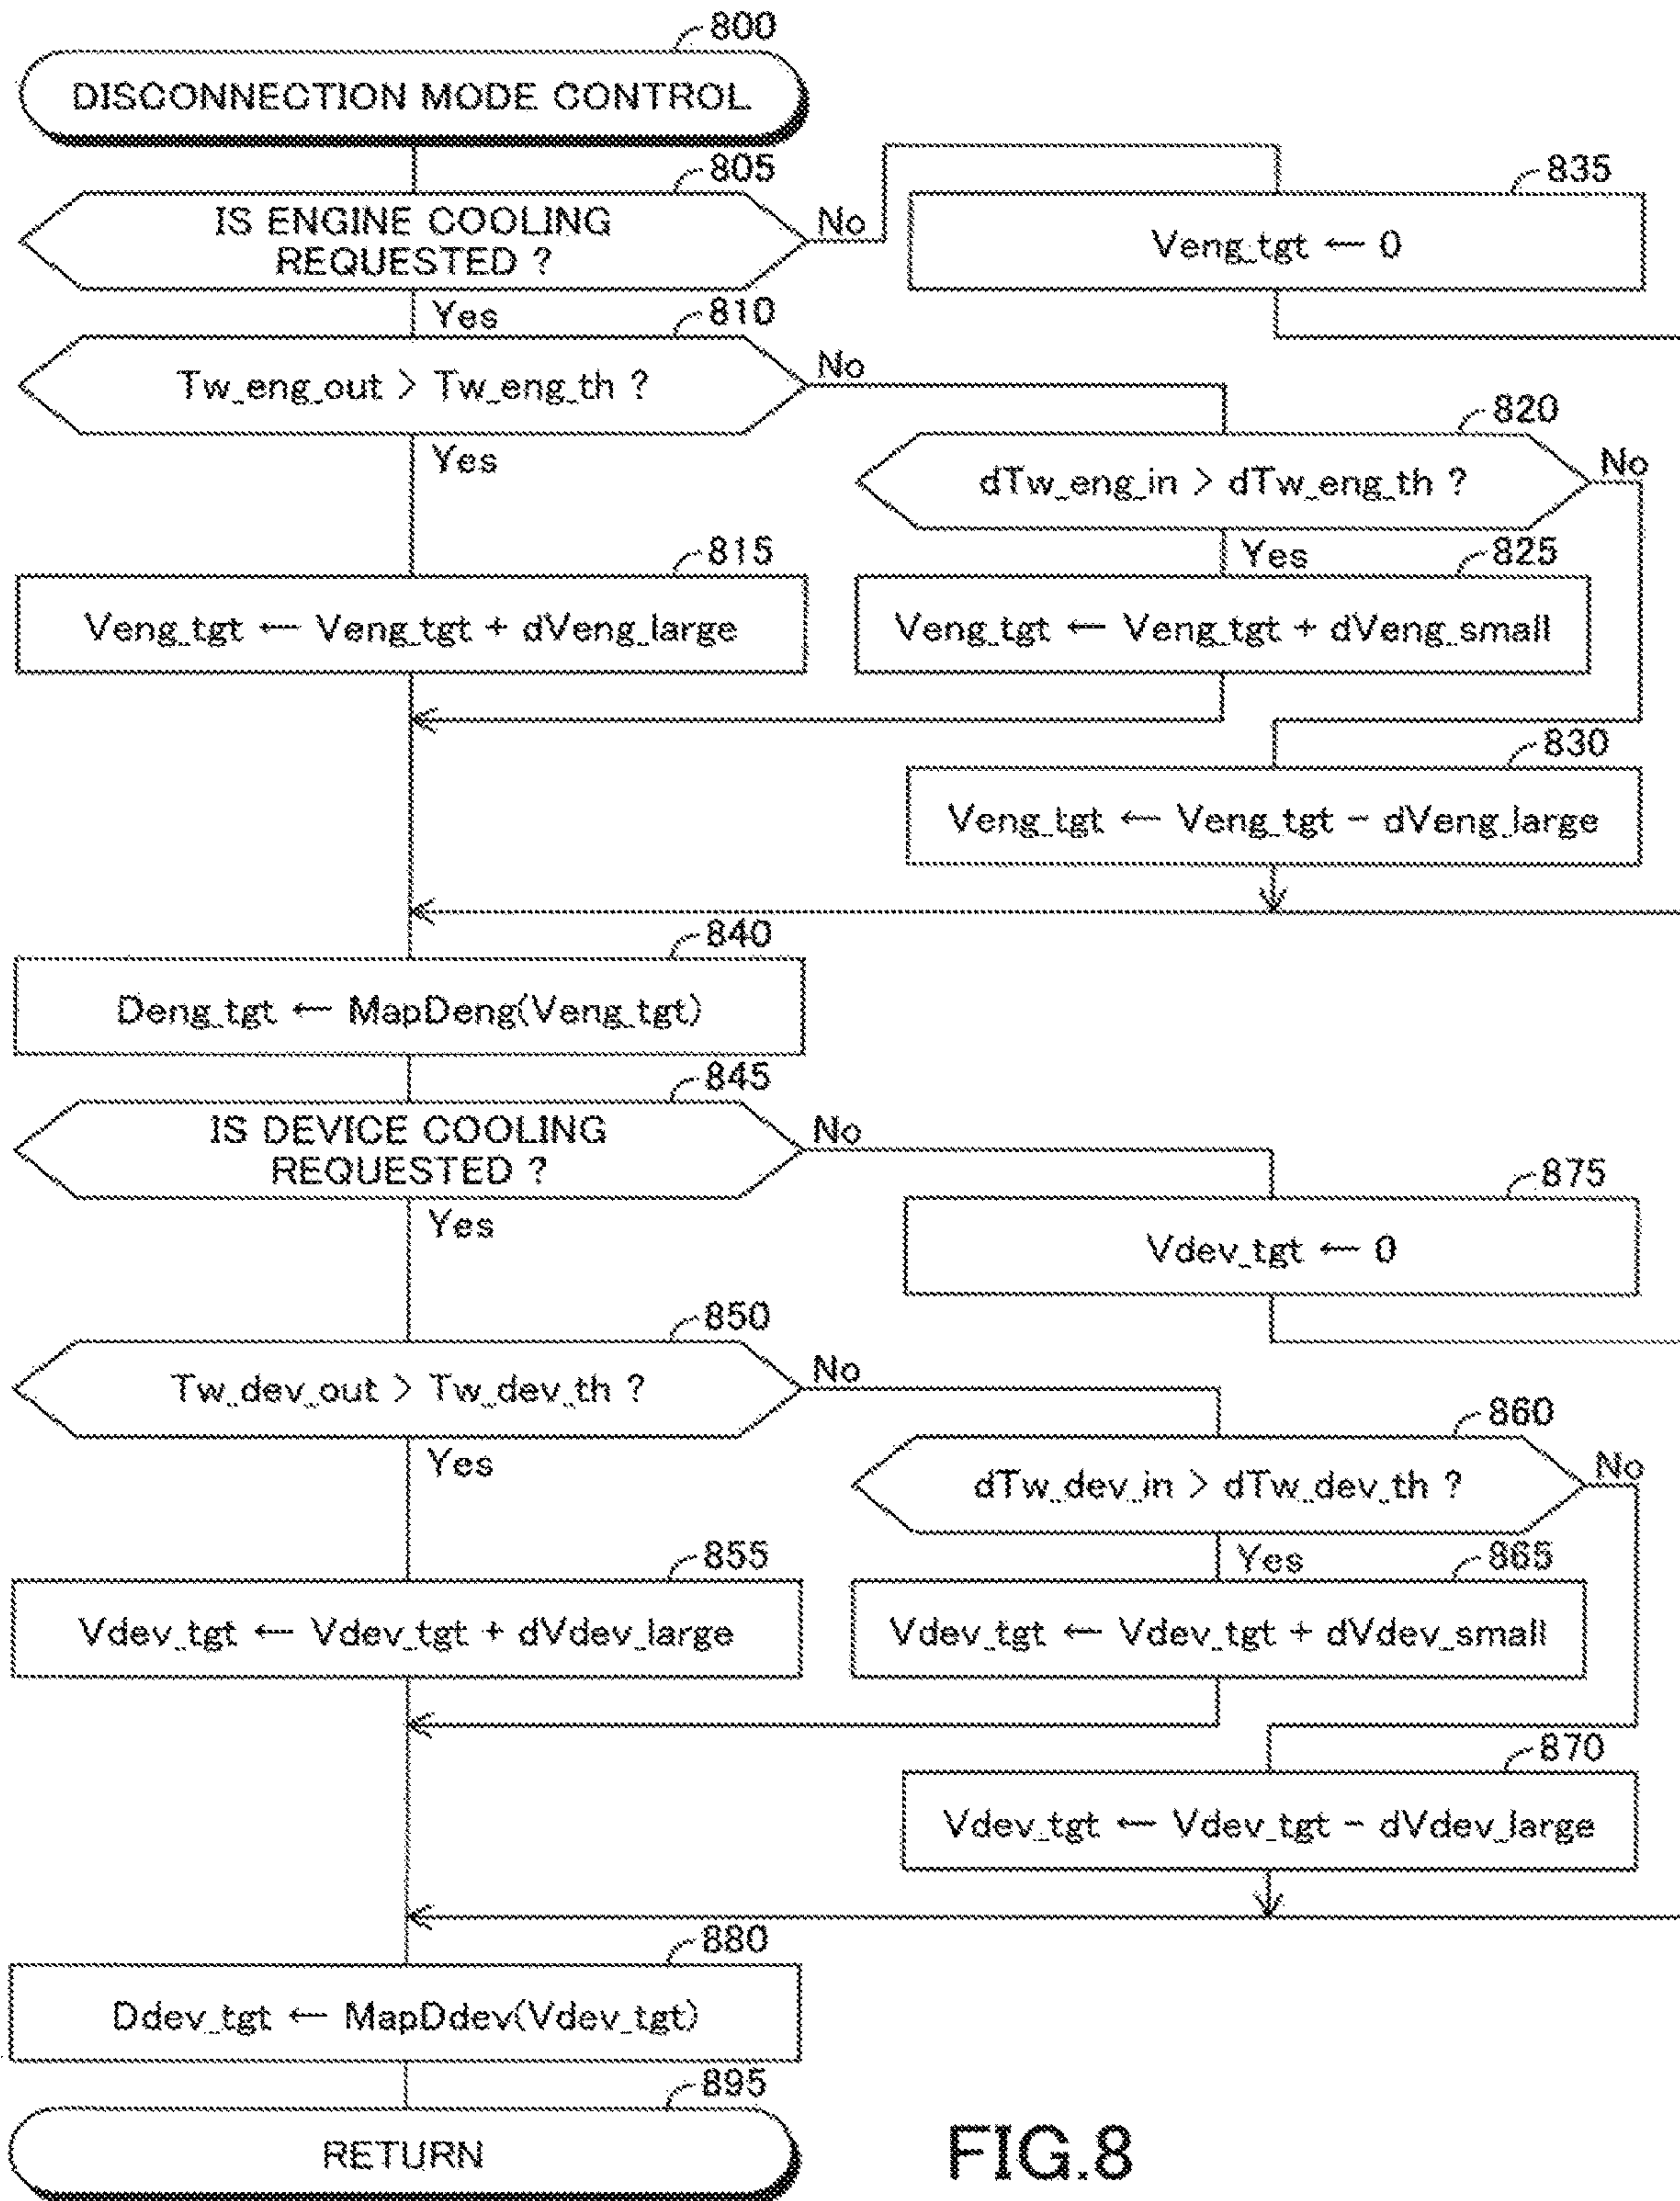 800
DISCONNECTION MODE CONTROL
805
IS ENGINE COOLING
REQUESTED ?
No
835
Veng_tgt ← 0
Yes
810
Tw_eng_out > Tw_eng_th ?
No
820
dTw_eng_in > dTw_eng_th ?
No
Yes
Yes
815
Veng_tgt ← Veng_tgt + dVeng_large
825
Veng_tgt ← Veng_tgt + dVeng_small
830
Veng_tgt ← Veng_tgt - dVeng_large
840
Deng_tgt ← MapDeng(Veng_tgt)
845
IS DEVICE COOLING
REQUESTED ?
No
875
Vdev_tgt ← 0
Yes
850
Tw_dev_out > Tw_dev_th ?
No
860
dTw_dev_in > dTw_dev_th ?
No
Yes
Yes
855
Vdev_tgt ← Vdev_tgt + dVdev_large
865
Vdev_tgt ← Vdev_tgt + dVdev_small
870
Vdev_tgt ← Vdev_tgt - dVdev_large
880
Ddev_tgt ← MapDdev(Vdev_tgt)
895
RETURN
FIG.8